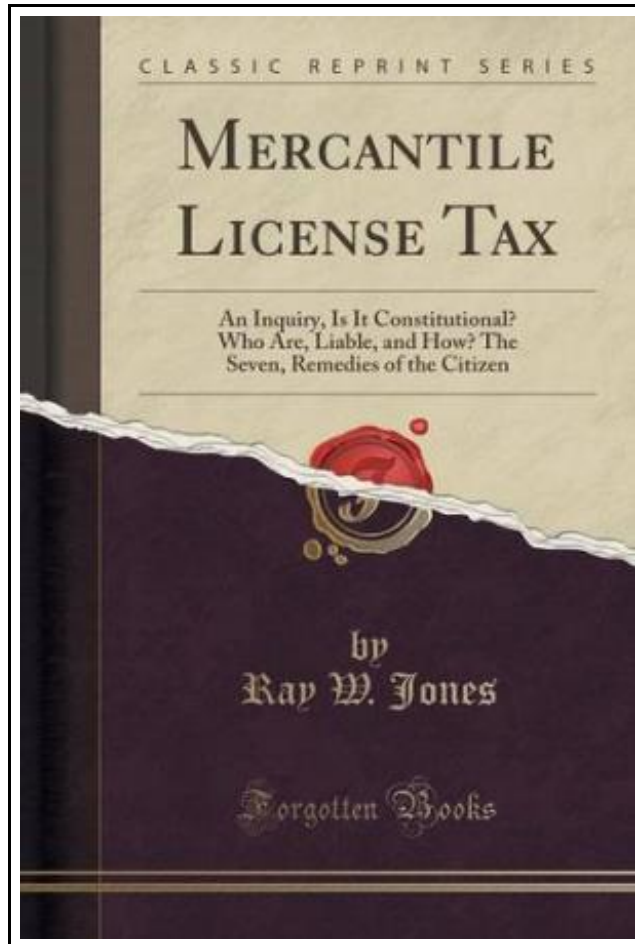 CLASSIC REPRINT SERIES
MERCANTILE
LICENSE TAX
An Inquiry, Is It Constitutional?
Who Are, Liable, and How? The
Seven, Remedies of the Citizen
by
Ray W. Jones
Forgotten Books